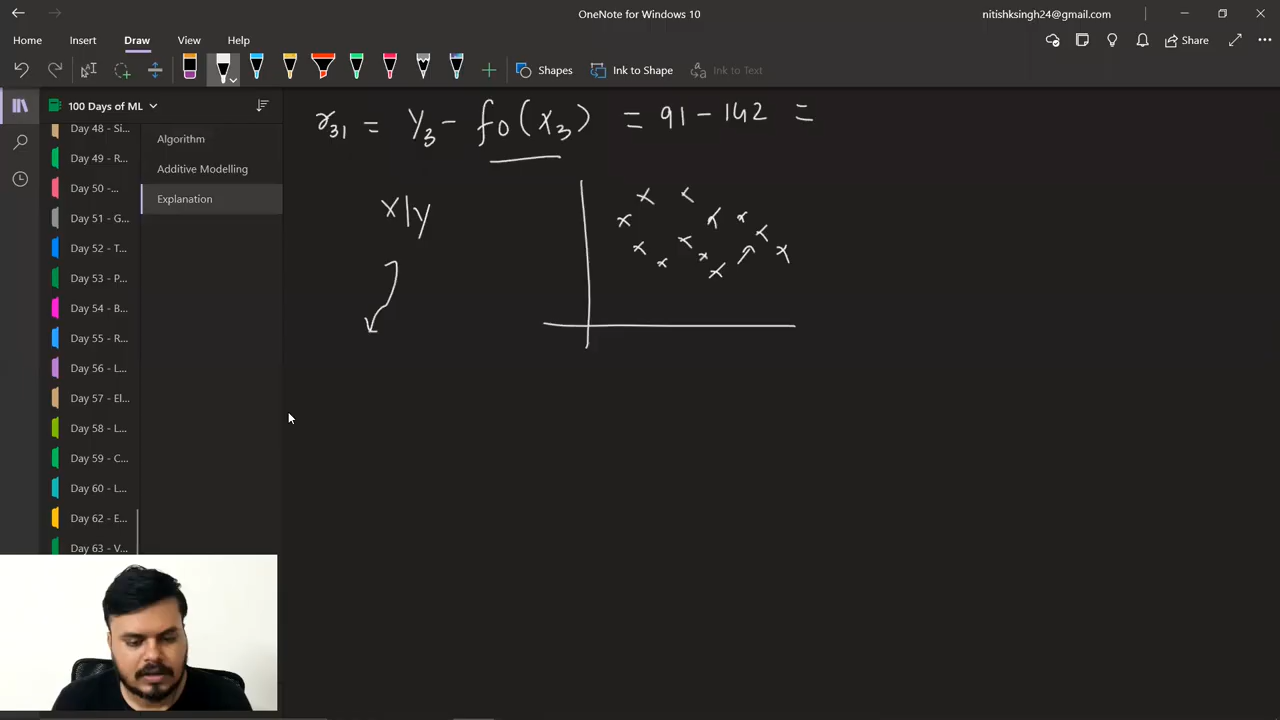 OneNote for Windows 10
nitishksingh24@gmail.com
Home Insert Draw View Help
Share
Shapes Ink to Shape Ink to Text
100 Days of ML
Day 48 - Si...
Day 49 - R...
Day 50 -...
Day 51 - G...
Day 52 - T...
Day 53 - P...
Day 54 - B...
Day 55 - R...
Day 56 - L...
Day 57 - El...
Day 58 - L...
Day 59 - C...
Day 60 - L...
Day 62 - E...
Day 63 - V...
Algorithm
Additive Modelling
Explanation
r₃₁ = y₃ - f₀(x₃) = 91 - 142 =
x|y